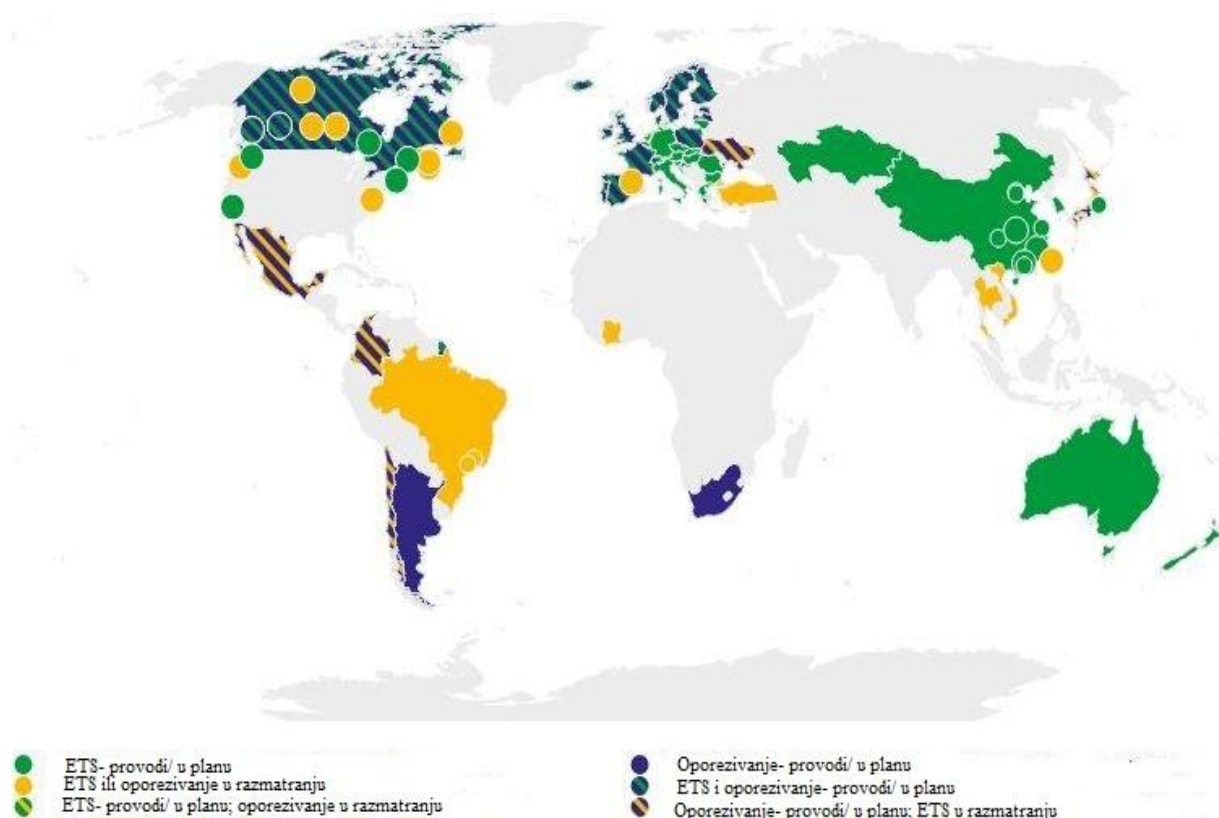 ETS- provodi/ u planu
ETS ili oporezivanje u razmatranju
ETS- provodi/ u planu; oporezivanje u razmatranju
Oporezivanje- provodi/ u planu
ETS i oporezivanje- provodi/ u planu
Oporezivanje- provodi/ u planu; ETS u razmatranju